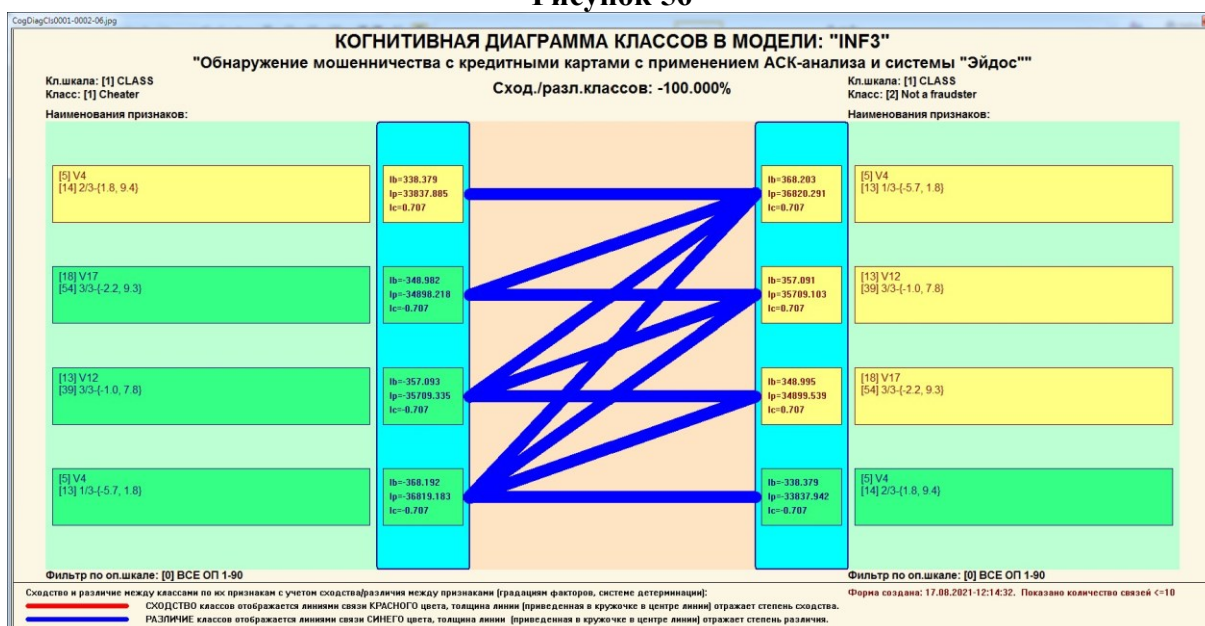 Рисунок 56
CogDiagCls0001-0002-06.jpg
КОГНИТИВНАЯ ДИАГРАММА КЛАССОВ В МОДЕЛИ: "INF3"
"Обнаружение мошенничества с кредитными картами с применением АСК-анализа и системы "Эйдос""
Кл.шкала: [1] CLASS
Класс: [1] Cheater
Сход./разл.классов: -100.000%
Кл.шкала: [1] CLASS
Класс: [2] Not a fraudster
Наименования признаков:
Наименования признаков:
[5] V4
[14] 2/3-{1.8, 9.4}
Ib=338.379
Ip=33837.885
Ic=0.707
Ib=368.203
Ip=36820.291
Ic=0.707
[5] V4
[13] 1/3-{-5.7, 1.8}
[18] V17
[54] 3/3-{-2.2, 9.3}
Ib=-348.982
Ip=-34898.218
Ic=-0.707
Ib=357.091
Ip=35709.103
Ic=0.707
[13] V12
[39] 3/3-{-1.0, 7.8}
[13] V12
[39] 3/3-{-1.0, 7.8}
Ib=-357.093
Ip=-35709.335
Ic=-0.707
Ib=348.995
Ip=34899.539
Ic=0.707
[18] V17
[54] 3/3-{-2.2, 9.3}
[5] V4
[13] 1/3-{-5.7, 1.8}
Ib=-368.192
Ip=-36819.183
Ic=-0.707
Ib=-338.379
Ip=-33837.942
Ic=-0.707
[5] V4
[14] 2/3-{1.8, 9.4}
Фильтр по оп.шкале: [0] ВСЕ ОП 1-90
Фильтр по оп.шкале: [0] ВСЕ ОП 1-90
Сходство и различие между классами по их признакам с учетом сходства/различия между признаками (градациям факторов, системе детерминации):
Форма создана: 17.08.2021-12:14:32. Показано количество связей <=10
СХОДСТВО классов отображается линиями связи КРАСНОГО цвета, толщина линии (приведенная в кружочке в центре линии) отражает степень сходства.
РАЗЛИЧИЕ классов отображается линиями связи СИНЕГО цвета, толщина линии (приведенная в кружочке в центре линии) отражает степень различия.